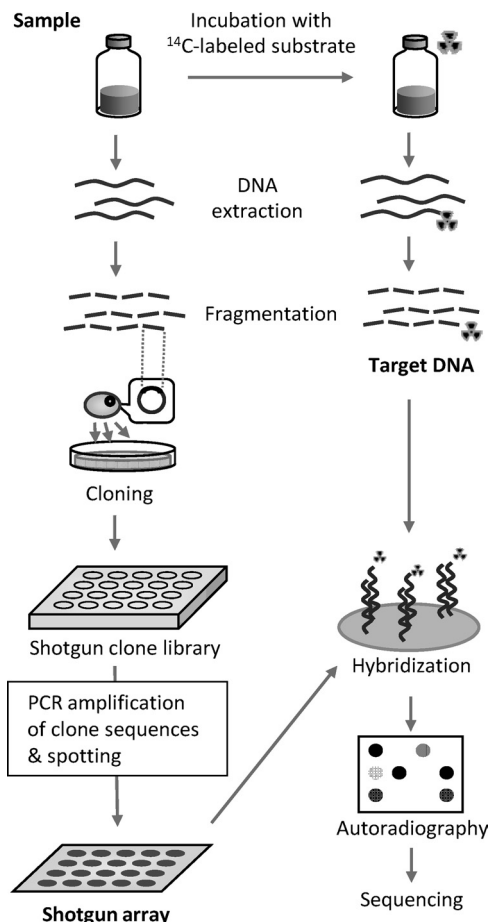 Sample
Incubation with
¹⁴C-labeled substrate
DNA
extraction
Fragmentation
Target DNA
Cloning
Shotgun clone library
Hybridization
PCR amplification
of clone sequences
& spotting
Autoradiography
Sequencing
Shotgun array